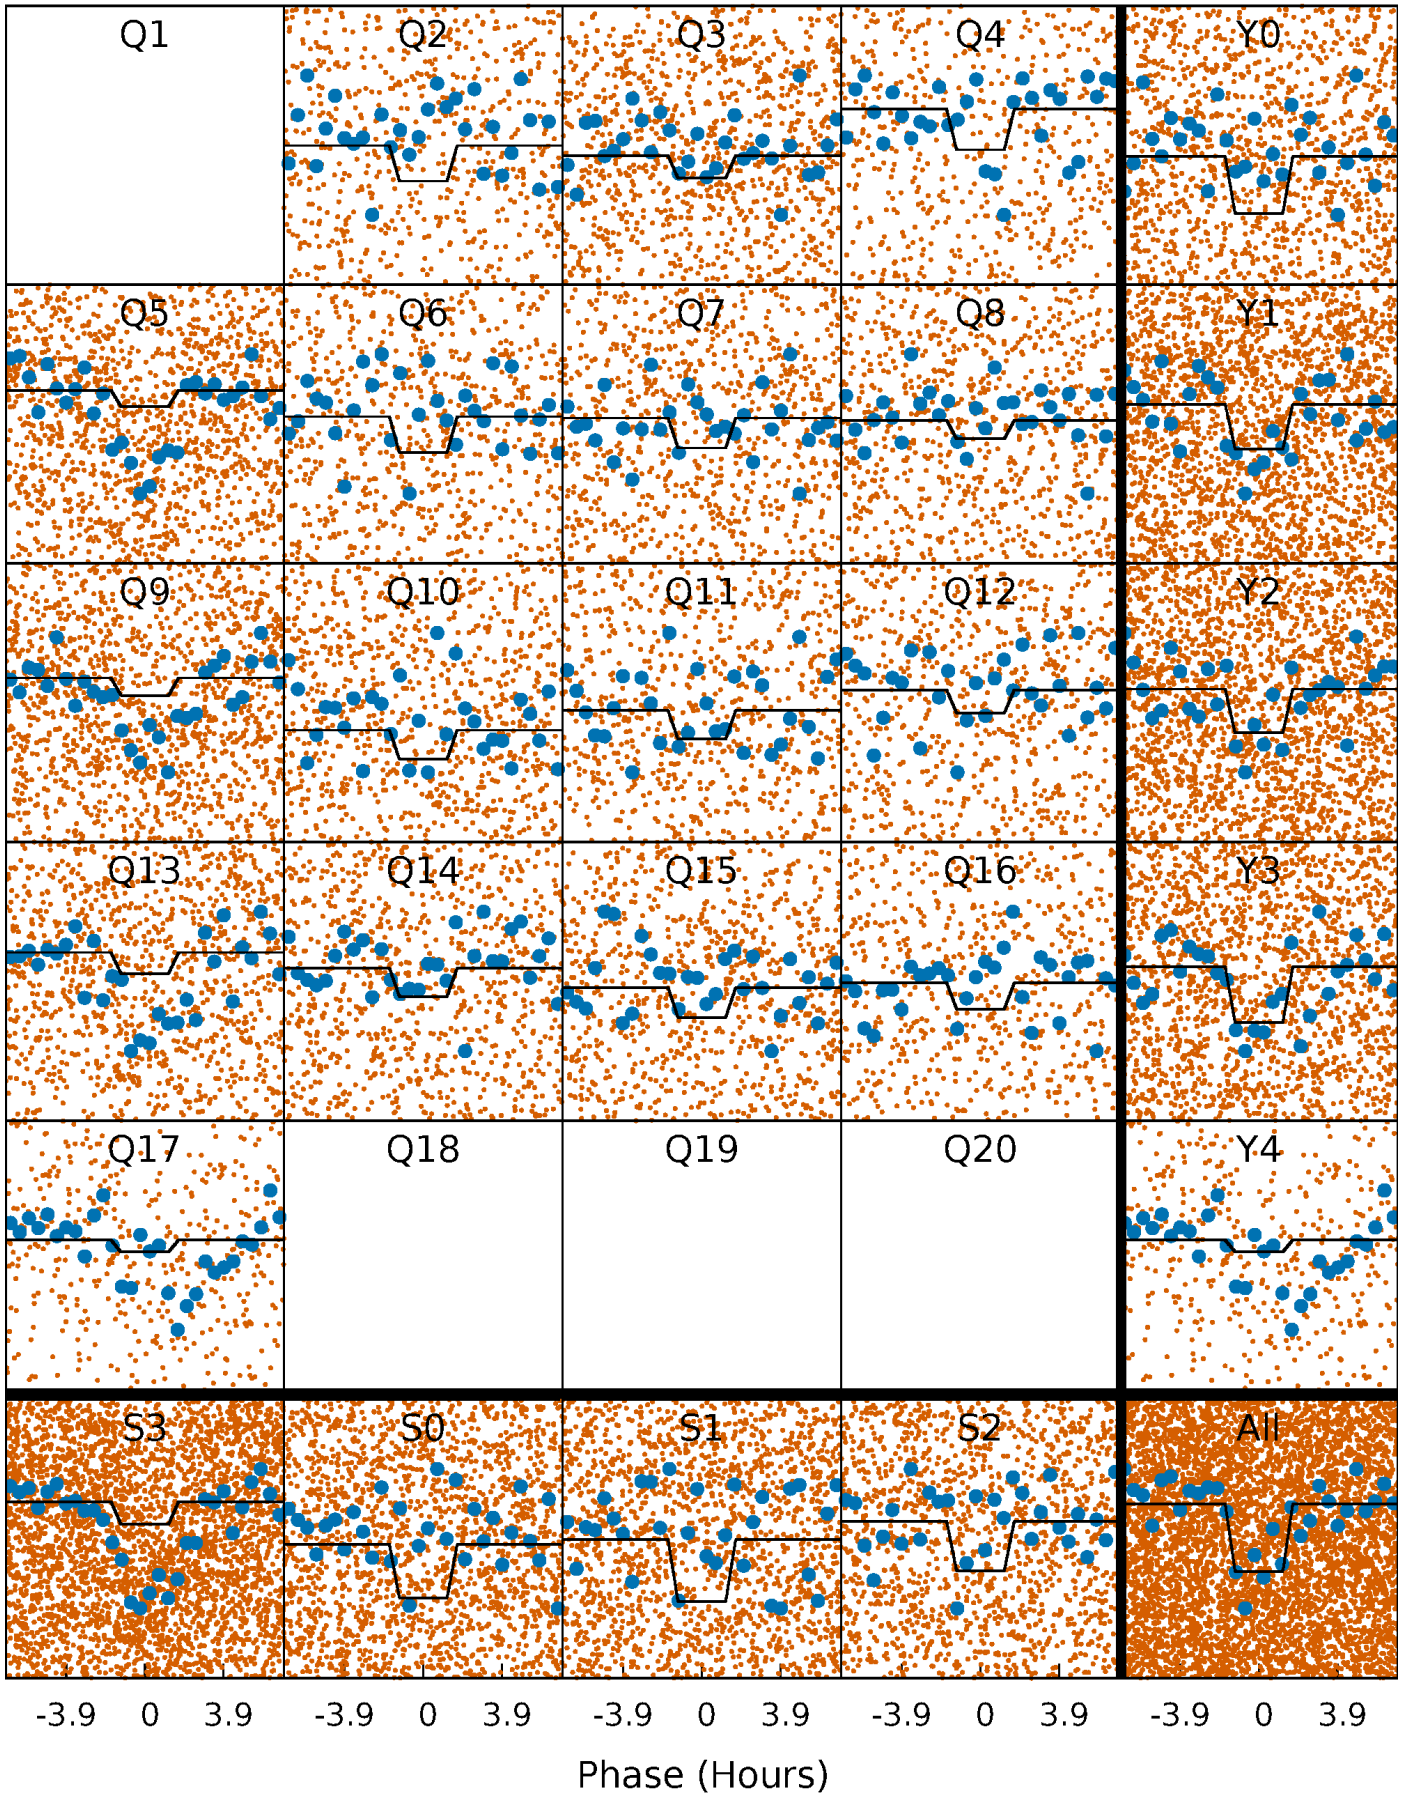 Q1 Q2 Q3 Q4 Y0
Q5 Q6 Q7 Q8 Y1
Q9 Q10 Q11 Q12 Y2
Q13 Q14 Q15 Q16 Y3
Q17 Q18 Q19 Q20 Y4
S3 S0 S1 S2 All
-3.9 0 3.9 -3.9 0 3.9 -3.9 0 3.9 -3.9 0 3.9 -3.9 0 3.9
Phase (Hours)